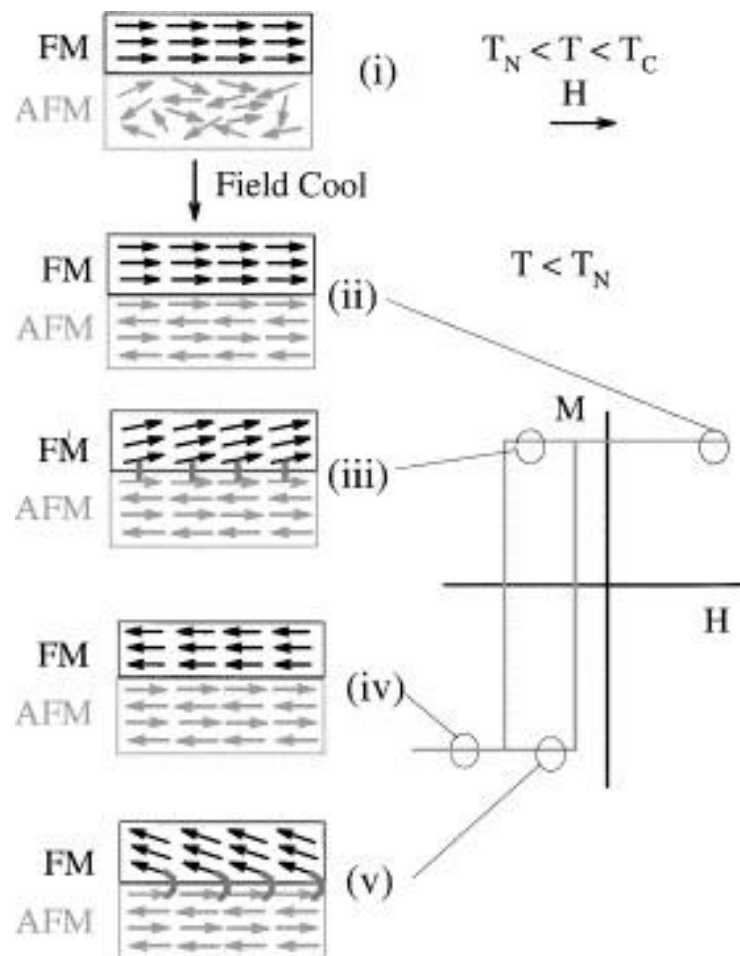 FM
AFM
(i)
T_N < T < T_C
H
Field Cool
FM
AFM
(ii)
T < T_N
FM
AFM
(iii)
M
H
FM
AFM
(iv)
FM
AFM
(v)